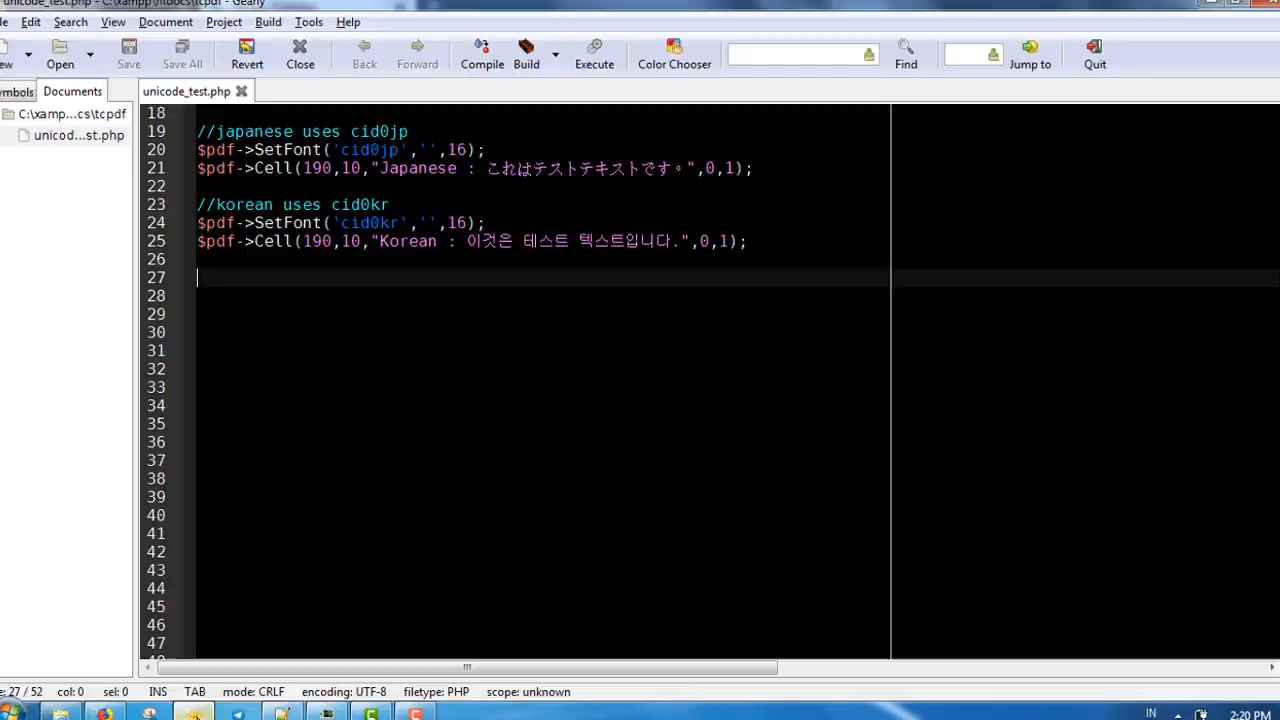 unicode_test.php - C:\xampp\htdocs\tcpdf - Geany
Edit Search View Document Project Build Tools Help
Open Save Save All Revert Close Back Forward Compile Build Execute Color Chooser Find Jump to Quit
Documents unicode_test.php
C:\xamp...cs\tcpdf
unicod...st.php
18
19 //japanese uses cid0jp
20 $pdf->SetFont('cid0jp','',16);
21 $pdf->Cell(190,10,"Japanese : これはテストテキストです。",0,1);
22
23 //korean uses cid0kr
24 $pdf->SetFont('cid0kr','',16);
25 $pdf->Cell(190,10,"Korean : 이것은 테스트 텍스트입니다.",0,1);
26
27
28
29
30
31
32
33
34
35
36
37
38
39
40
41
42
43
44
45
46
47
27 / 52 col: 0 sel: 0 INS TAB mode: CRLF encoding: UTF-8 filetype: PHP scope: unknown
IN 2:20 PM